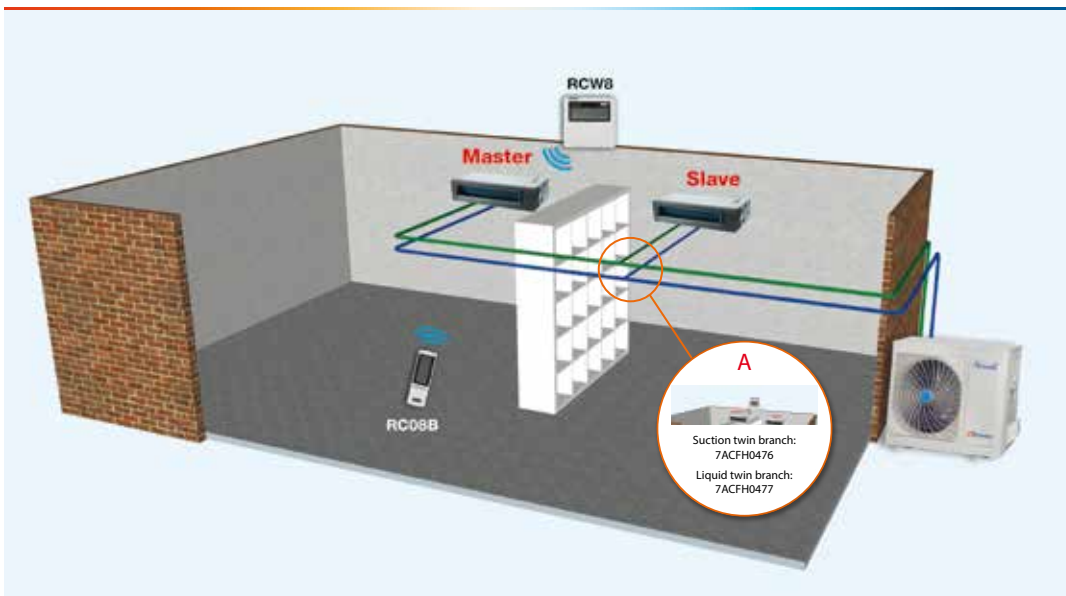 RCW8
Master
Slave
RC08B
A
Suction twin branch:
7ACFH0476
Liquid twin branch:
7ACFH0477